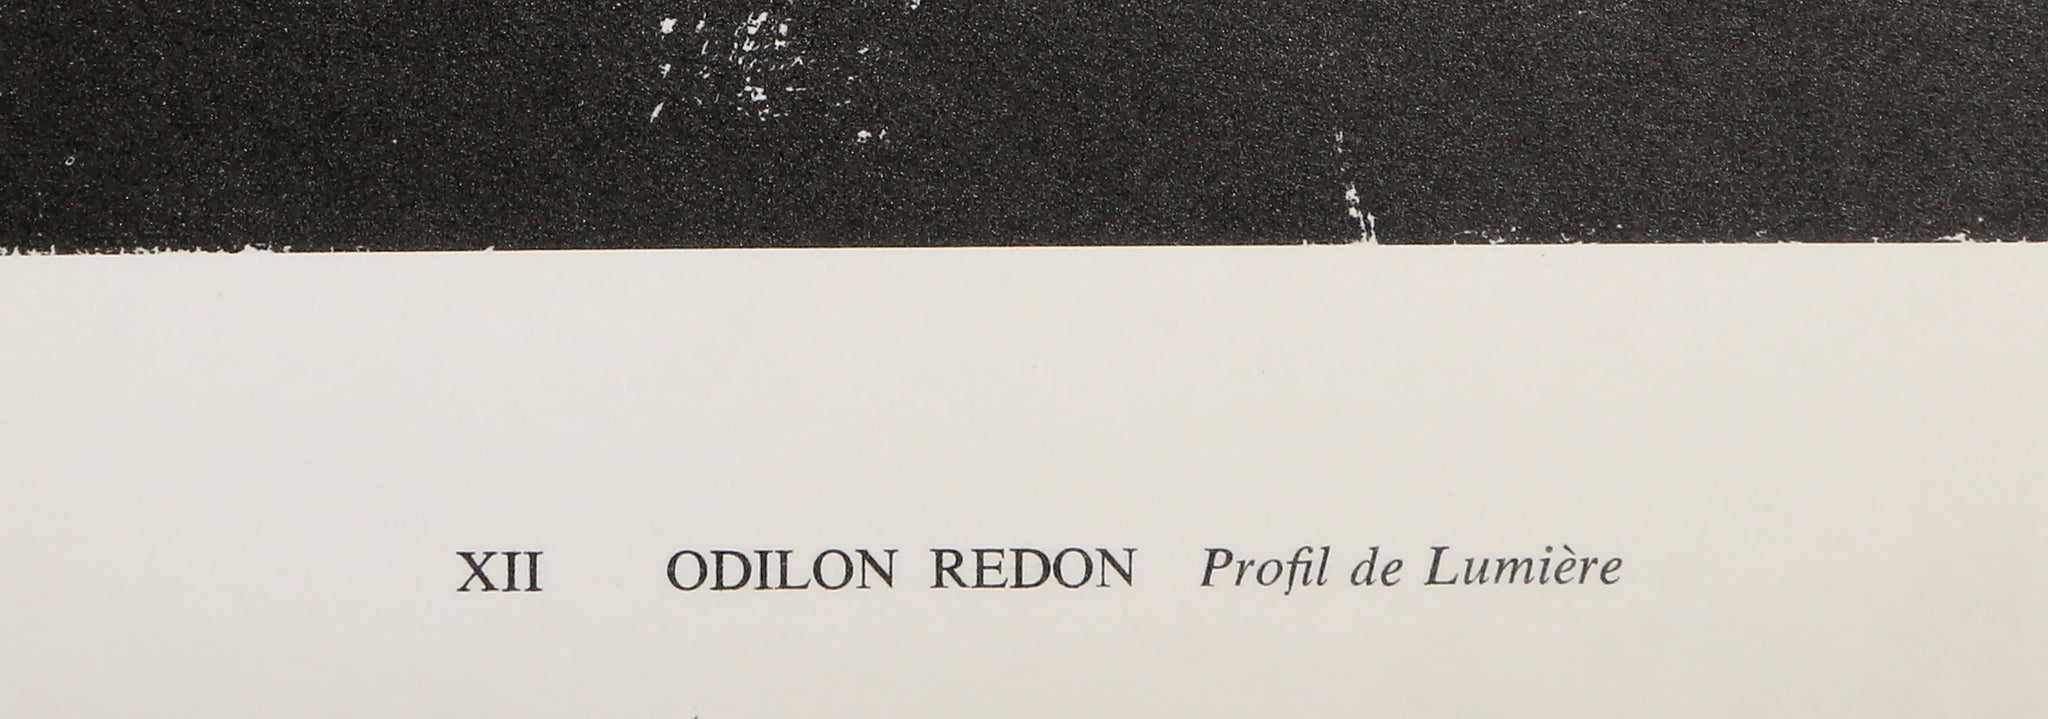 XII ODILON REDON Profil de Lumière